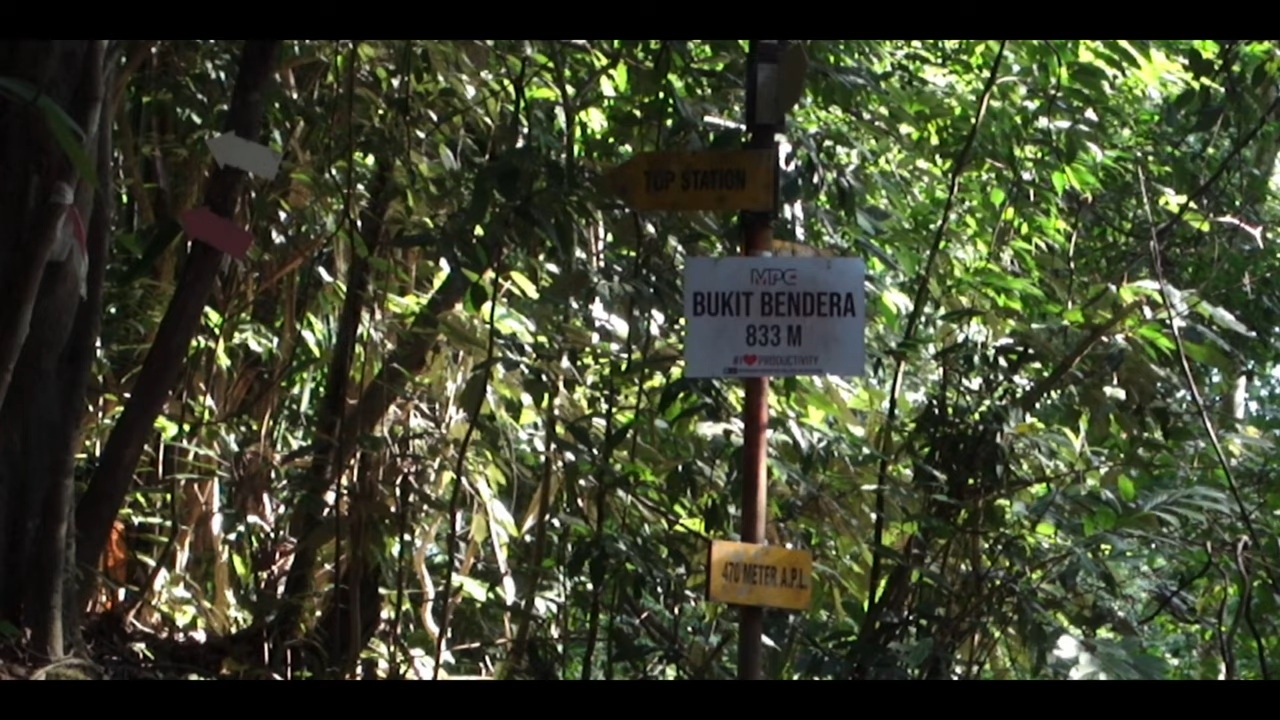 TOP STATION
MPC
BUKIT BENDERA
833 M
#I❤PRODUCTIVITY
470 METER A.P.L.